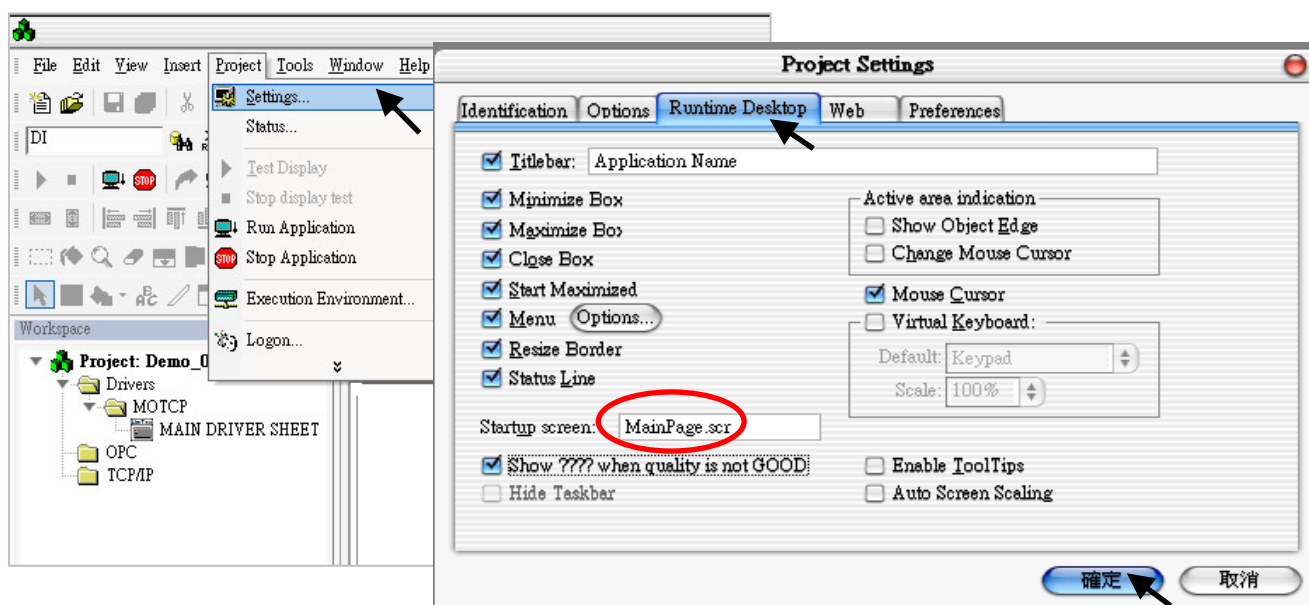 File Edit View Insert Project Tools Window Help
Settings...
DI
Status...
Test Display
Stop display test
STOP
Run Application
STOP Stop Application
ABC
Execution Environment...
Workspace
Logon...
Project: Demo_0
Drivers
MOTCP
MAIN DRIVER SHEET
OPC
TCP/IP
Project Settings
Identification Options Runtime Desktop Web Preferences
Titlebar: Application Name
Minimize Box
Maximize Box
Close Box
Start Maximized
Menu Options...
Resize Border
Status Line
Startup screen: MainPage.scr
Show ???? when quality is not GOOD
Hide Taskbar
Active area indication
Show Object Edge
Change Mouse Cursor
Mouse Cursor
Virtual Keyboard:
Default: Keypad
Scale: 100%
Enable ToolTips
Auto Screen Scaling
確定 取消